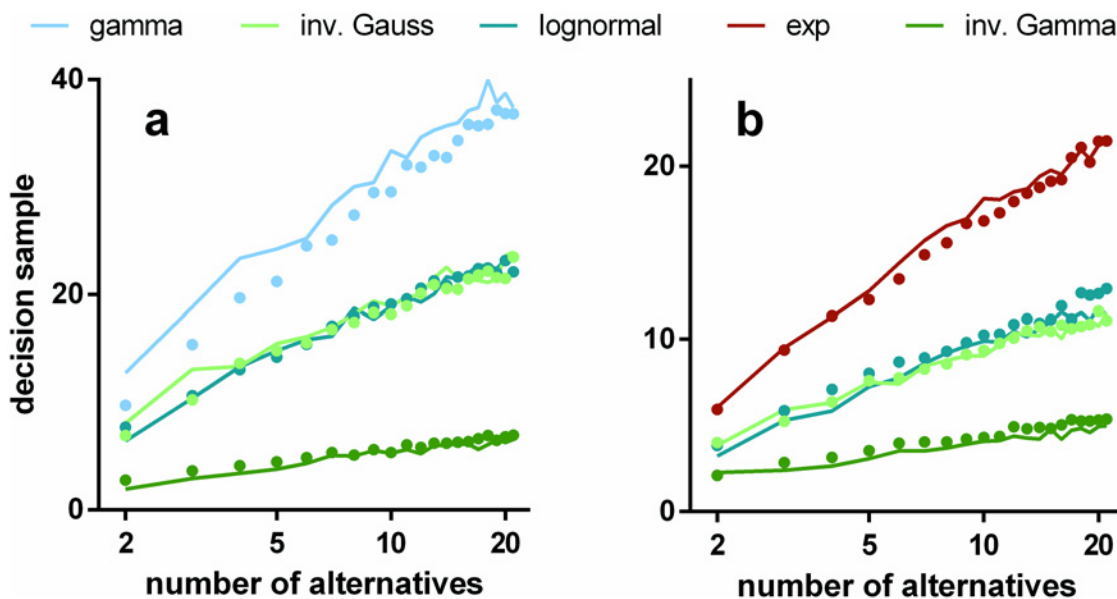 gamma inv. Gauss lognormal exp inv. Gamma
a b
40
20
0
20
10
0
2 5 10 20
2 5 10 20
decision sample
number of alternatives number of alternatives